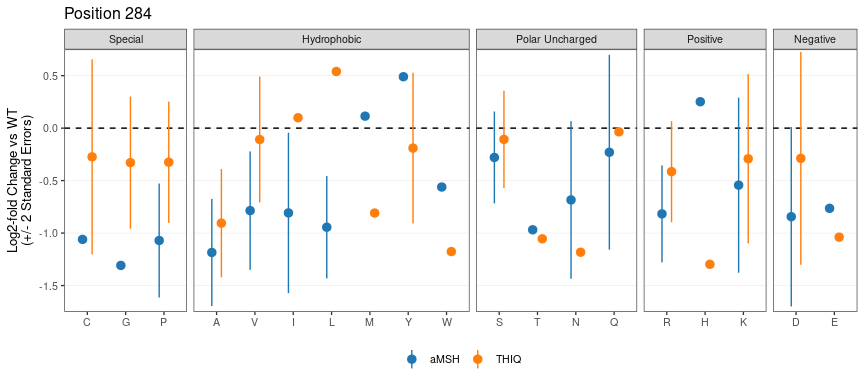 Position 284
Special Hydrophobic Polar Uncharged Positive Negative
Log2-fold Change vs WT
(+/- 2 Standard Errors)
0.5
0.0
-0.5
-1.0
-1.5
C G P A V I L M Y W S T N Q R H K D E
aMSH THIQ